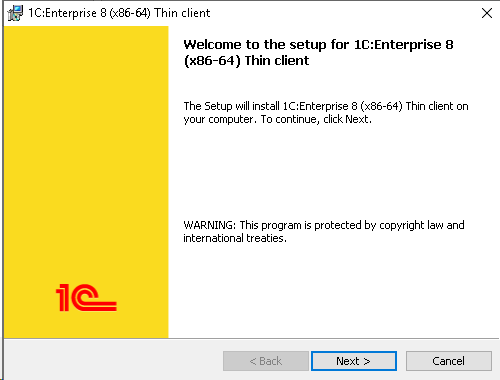 1C:Enterprise 8 (x86-64) Thin client
Welcome to the setup for 1C:Enterprise 8
(x86-64) Thin client
The Setup will install 1C:Enterprise 8 (x86-64) Thin client on
your computer. To continue, click Next.
WARNING: This program is protected by copyright law and
international treaties.
1C
< Back
Next >
Cancel